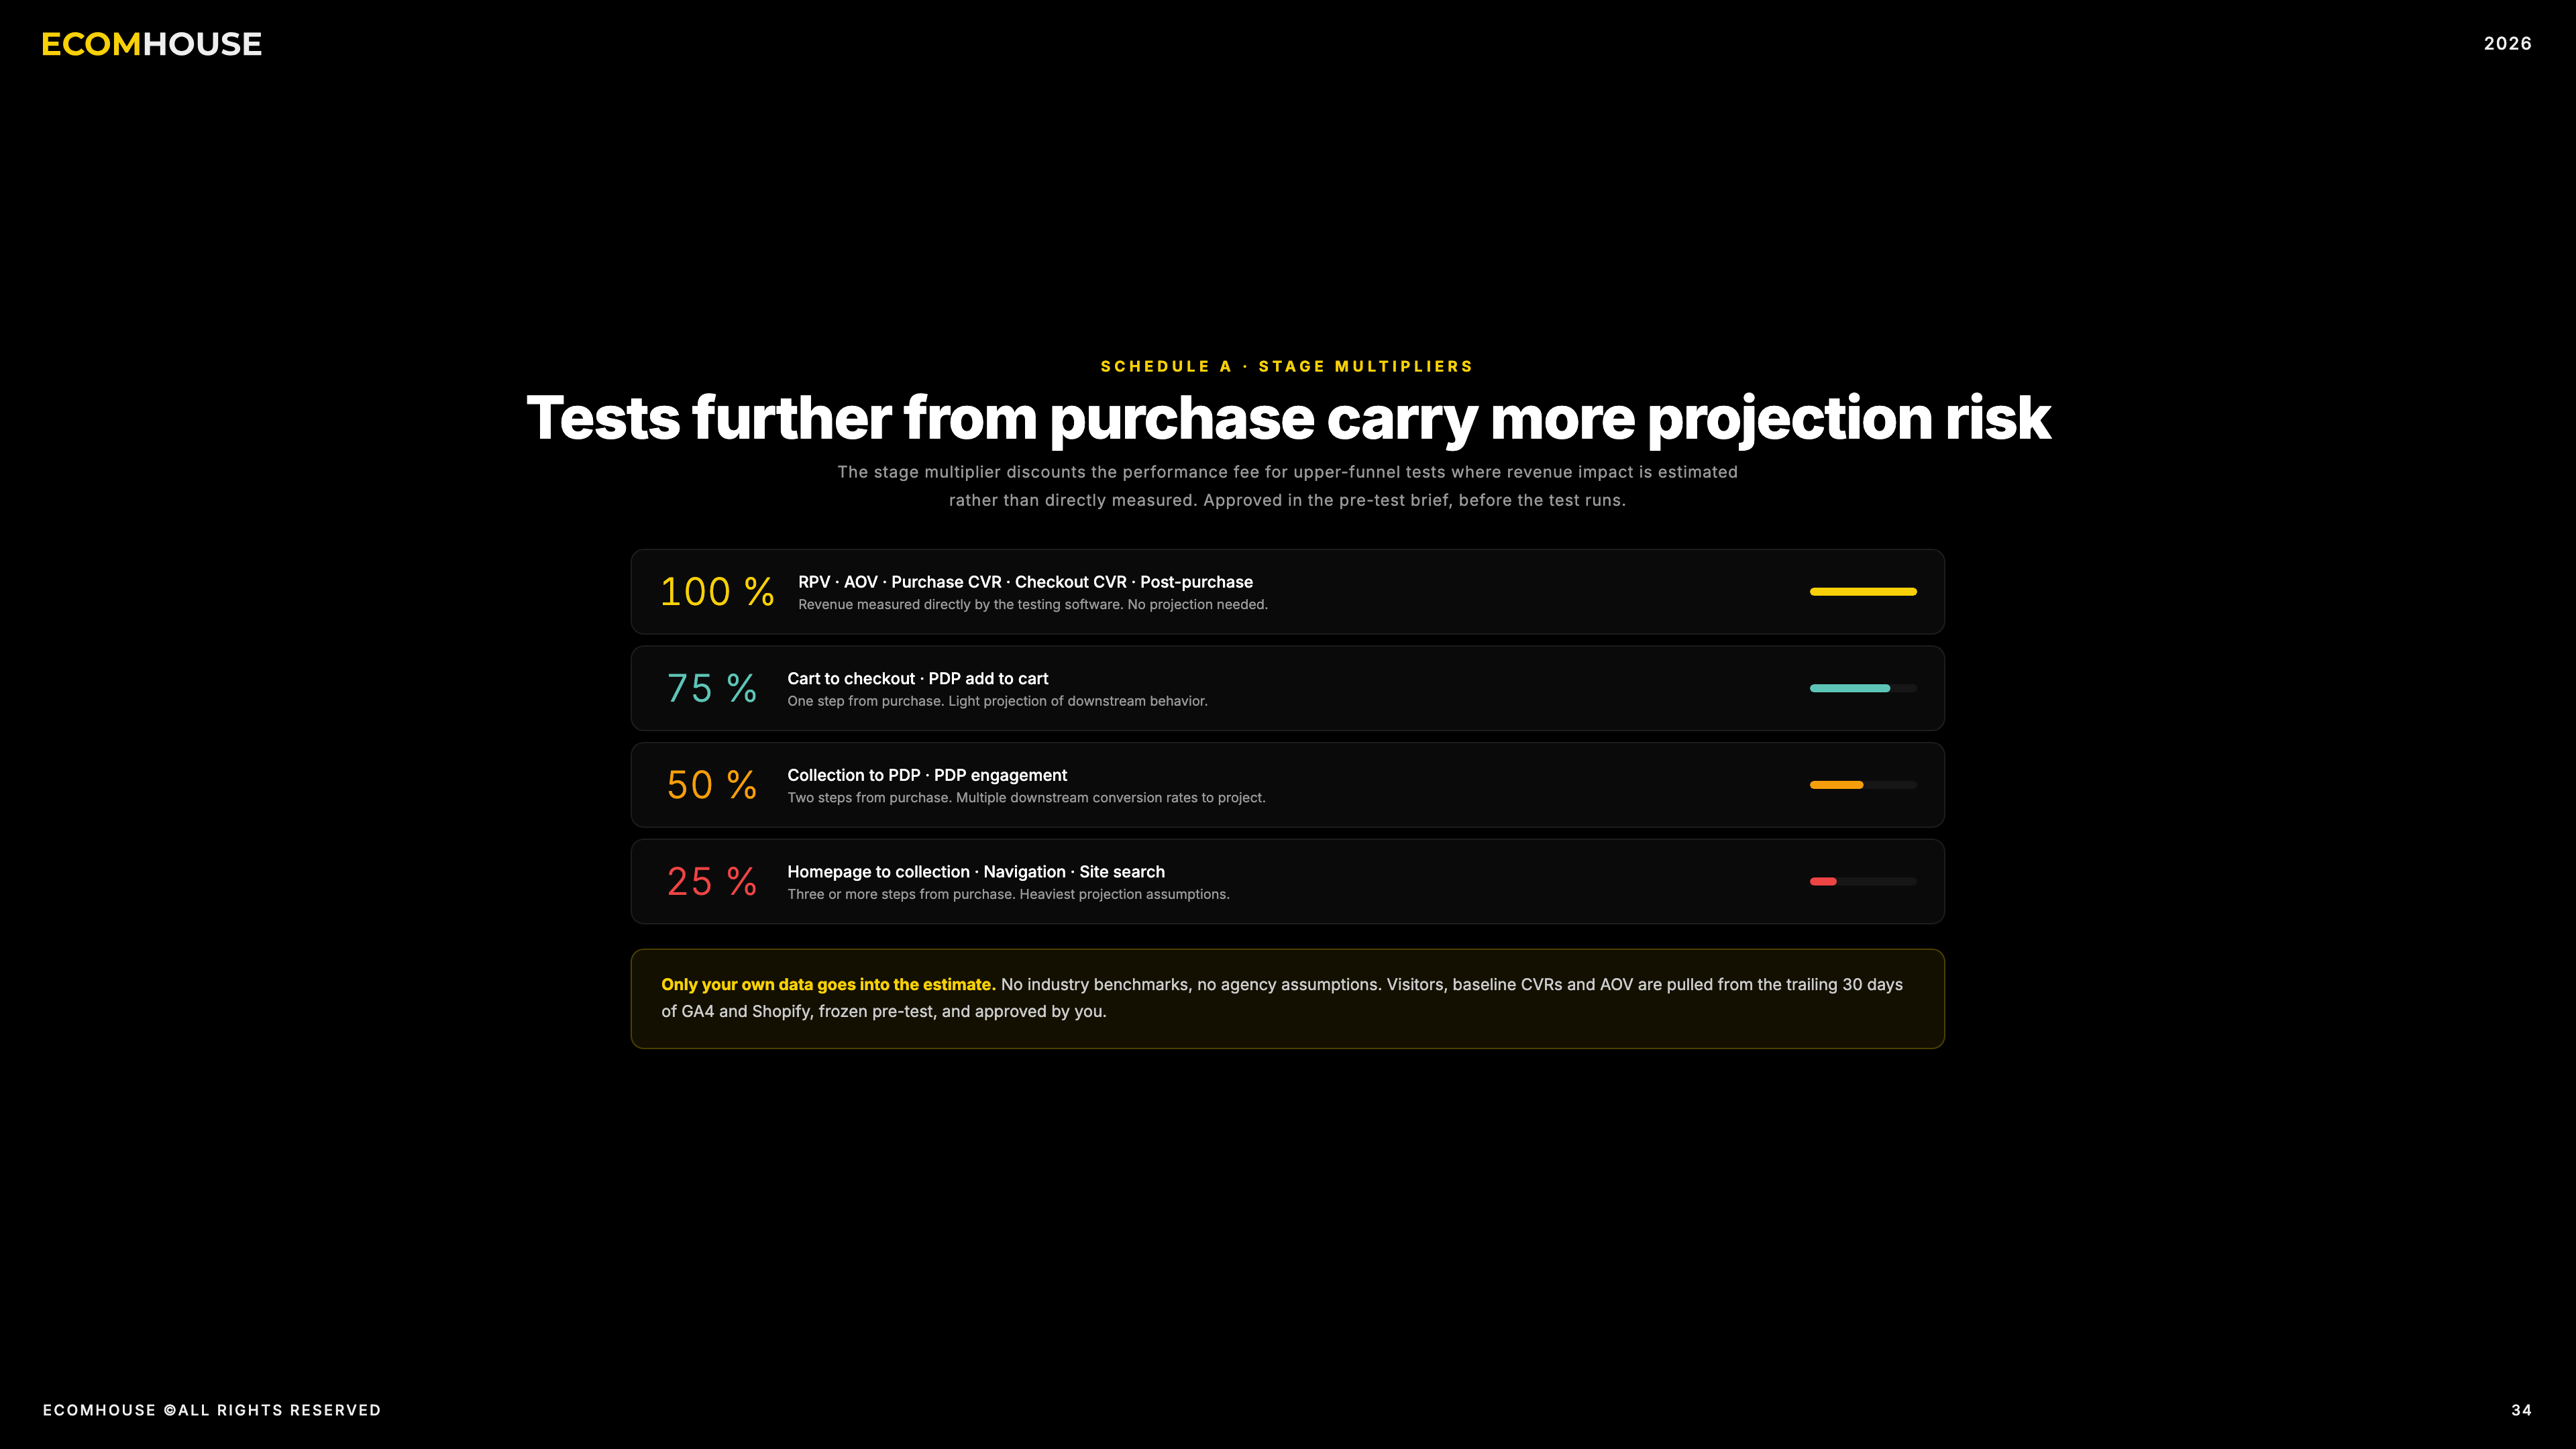 ECOMHOUSE
2026
SCHEDULE A · STAGE MULTIPLIERS
Tests further from purchase carry more projection risk
The stage multiplier discounts the performance fee for upper-funnel tests where revenue impact is estimated
rather than directly measured. Approved in the pre-test brief, before the test runs.
100 %
RPV · AOV · Purchase CVR · Checkout CVR · Post-purchase
Revenue measured directly by the testing software. No projection needed.
75 %
Cart to checkout · PDP add to cart
One step from purchase. Light projection of downstream behavior.
50 %
Collection to PDP · PDP engagement
Two steps from purchase. Multiple downstream conversion rates to project.
25 %
Homepage to collection · Navigation · Site search
Three or more steps from purchase. Heaviest projection assumptions.
Only your own data goes into the estimate. No industry benchmarks, no agency assumptions. Visitors, baseline CVRs and AOV are pulled from the trailing 30 days
of GA4 and Shopify, frozen pre-test, and approved by you.
ECOMHOUSE ©ALL RIGHTS RESERVED
34